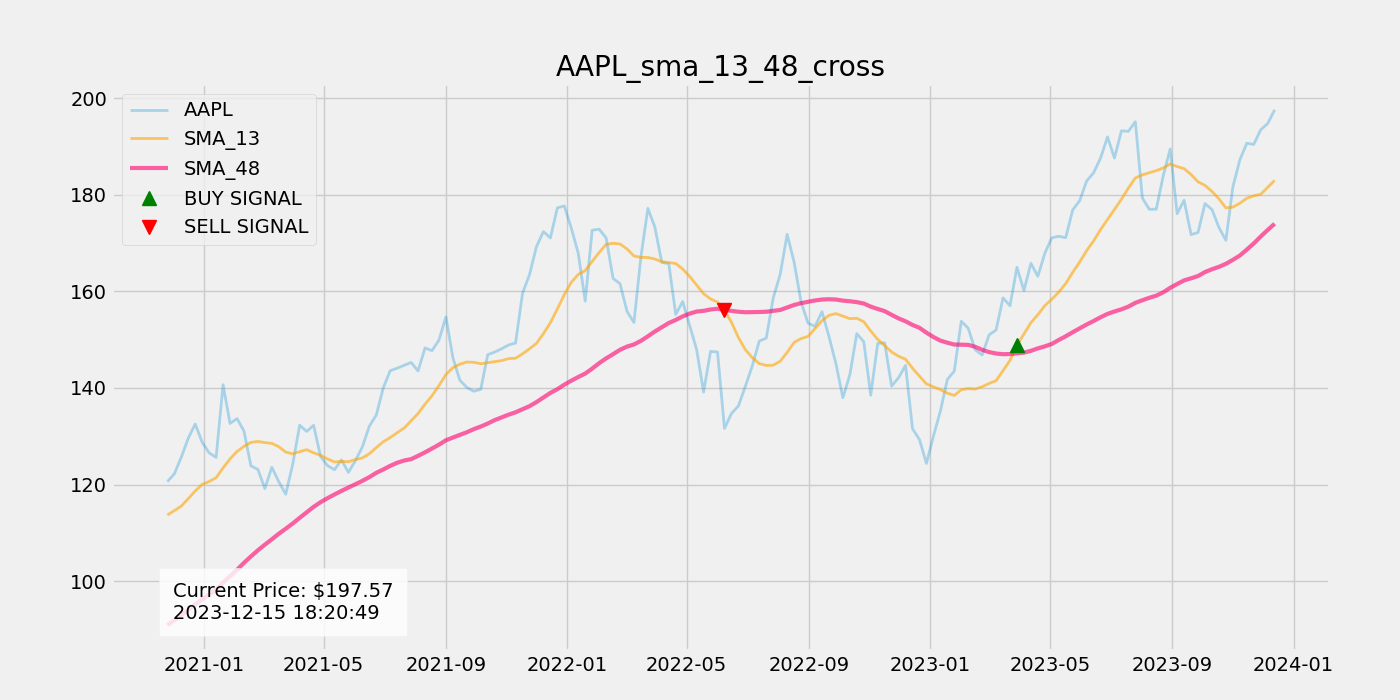 AAPL_sma_13_48_cross
200
180
160
140
120
100
AAPL
SMA_13
SMA_48
BUY SIGNAL
SELL SIGNAL
Current Price: $197.57
2023-12-15 18:20:49
2021-01 2021-05 2021-09 2022-01 2022-05 2022-09 2023-01 2023-05 2023-09 2024-01